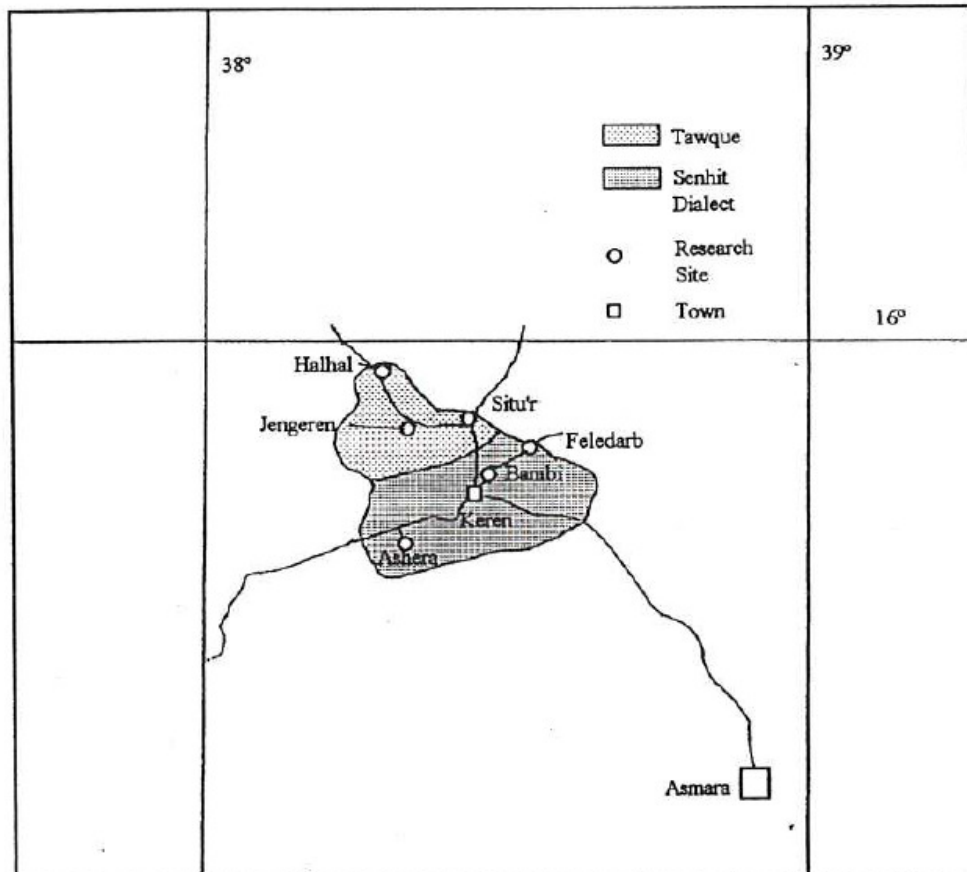 38°
39°
Tawque
Senhit
Dialect
Research
Site
Town
16°
Halhal
Situ'r
Jengeren
Feledarb
Bambi
Keren
Ashera
Asmara